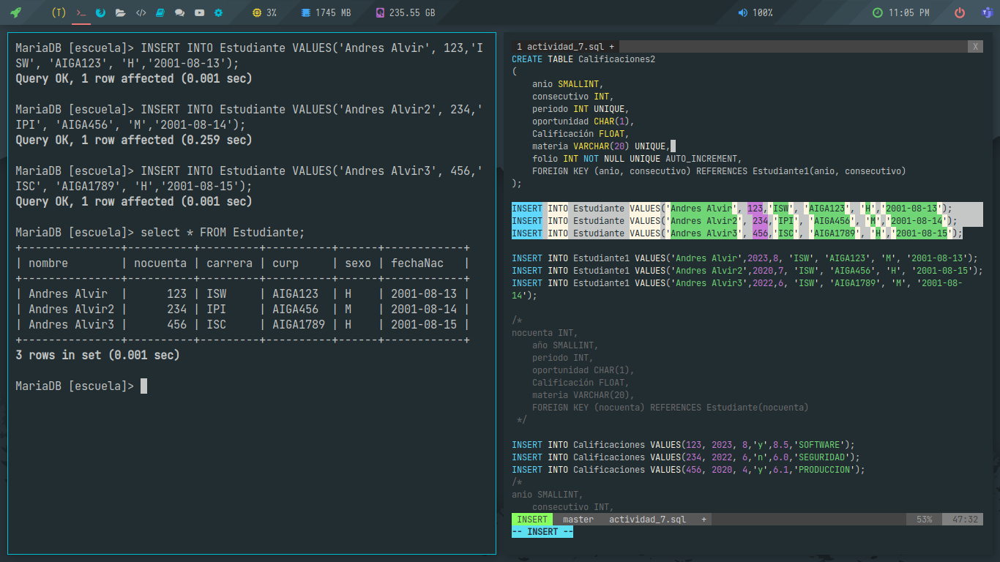 (T) 3% 1745 MB 235.55 GB 100% 11:05 PM
MariaDB [escuela]> INSERT INTO Estudiante VALUES('Andres Alvir', 123,'I
SW', 'AIGA123', 'H','2001-08-13');
Query OK, 1 row affected (0.001 sec)
MariaDB [escuela]> INSERT INTO Estudiante VALUES('Andres Alvir2', 234,'
IPI', 'AIGA456', 'M','2001-08-14');
Query OK, 1 row affected (0.259 sec)
MariaDB [escuela]> INSERT INTO Estudiante VALUES('Andres Alvir3', 456,'
ISC', 'AIGA1789', 'H','2001-08-15');
Query OK, 1 row affected (0.001 sec)
MariaDB [escuela]> select * FROM Estudiante;
+---------------+----------+---------+----------+------+------------+
| nombre        | nocuenta | carrera | curp     | sexo | fechaNac   |
+---------------+----------+---------+----------+------+------------+
| Andres Alvir  |      123 | ISW     | AIGA123  | H    | 2001-08-13 |
| Andres Alvir2 |      234 | IPI     | AIGA456  | M    | 2001-08-14 |
| Andres Alvir3 |      456 | ISC     | AIGA1789 | H    | 2001-08-15 |
+---------------+----------+---------+----------+------+------------+
3 rows in set (0.001 sec)
MariaDB [escuela]>
1 actividad_7.sql + X
CREATE TABLE Calificaciones2
(
anio SMALLINT,
consecutivo INT,
periodo INT UNIQUE,
oportunidad CHAR(1),
Calificación FLOAT,
materia VARCHAR(20) UNIQUE,
folio INT NOT NULL UNIQUE AUTO_INCREMENT,
FOREIGN KEY (anio, consecutivo) REFERENCES Estudiante1(anio, consecutivo)
);
INSERT INTO Estudiante VALUES('Andres Alvir', 123,'ISW', 'AIGA123', 'H','2001-08-13');
INSERT INTO Estudiante VALUES('Andres Alvir2', 234,'IPI', 'AIGA456', 'M','2001-08-14');
INSERT INTO Estudiante VALUES('Andres Alvir3', 456,'ISC', 'AIGA1789', 'H','2001-08-15');
INSERT INTO Estudiante1 VALUES('Andres Alvir',2023,8, 'ISW', 'AIGA123', 'M', '2001-08-13');
INSERT INTO Estudiante1 VALUES('Andres Alvir2',2020,7, 'ISW', 'AIGA456', 'H', '2001-08-15');
INSERT INTO Estudiante1 VALUES('Andres Alvir3',2022,6, 'ISW', 'AIGA1789', 'M', '2001-08-
14');
/*
nocuenta INT,
año SMALLINT,
periodo INT,
oportunidad CHAR(1),
Calificación FLOAT,
materia VARCHAR(20),
FOREIGN KEY (nocuenta) REFERENCES Estudiante(nocuenta)
*/
INSERT INTO Calificaciones VALUES(123, 2023, 8,'y',8.5,'SOFTWARE');
INSERT INTO Calificaciones VALUES(234, 2022, 6,'n',6.0,'SEGURIDAD');
INSERT INTO Calificaciones VALUES(456, 2020, 4,'y',6.1,'PRODUCCION');
/*
anio SMALLINT,
consecutivo INT,
INSERT master actividad_7.sql + 53% 47:32
-- INSERT --